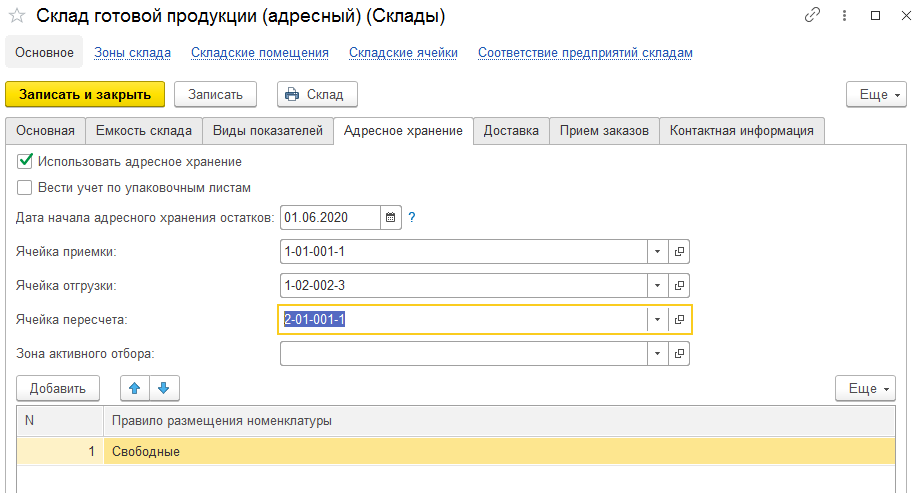 Склад готовой продукции (адресный) (Склады)
Основное Зоны склада Складские помещения Складские ячейки Соответствие предприятий складам
Записать и закрыть Записать Склад Еще
Основная Емкость склада Виды показателей Адресное хранение Доставка Прием заказов Контактная информация
Использовать адресное хранение
Вести учет по упаковочным листам
Дата начала адресного хранения остатков: 01.06.2020 ?
Ячейка приемки: 1-01-001-1
Ячейка отгрузки: 1-02-002-3
Ячейка пересчета: 2-01-001-1
Зона активного отбора:
Добавить Еще
N Правило размещения номенклатуры
1 Свободные